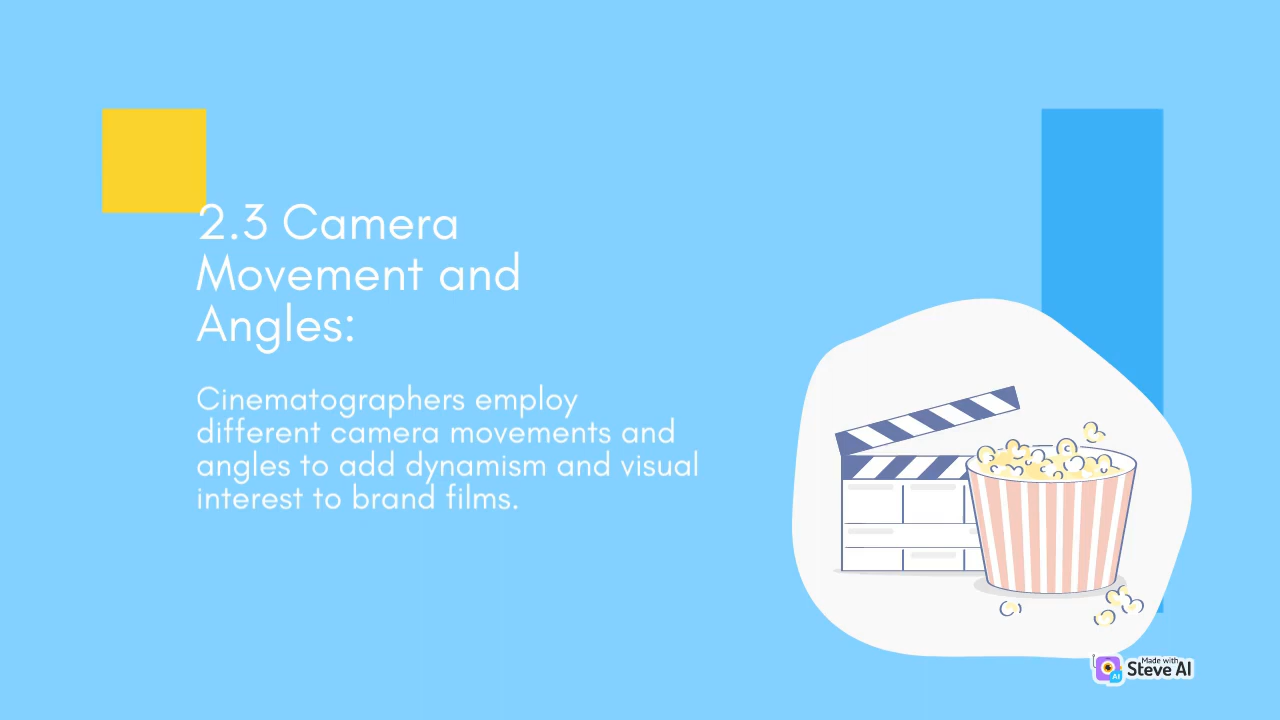 2.3 Camera
Movement and
Angles:
Cinematographers employ
different camera movements and
angles to add dynamism and visual
interest to brand films.
Made with
Steve AI
AI